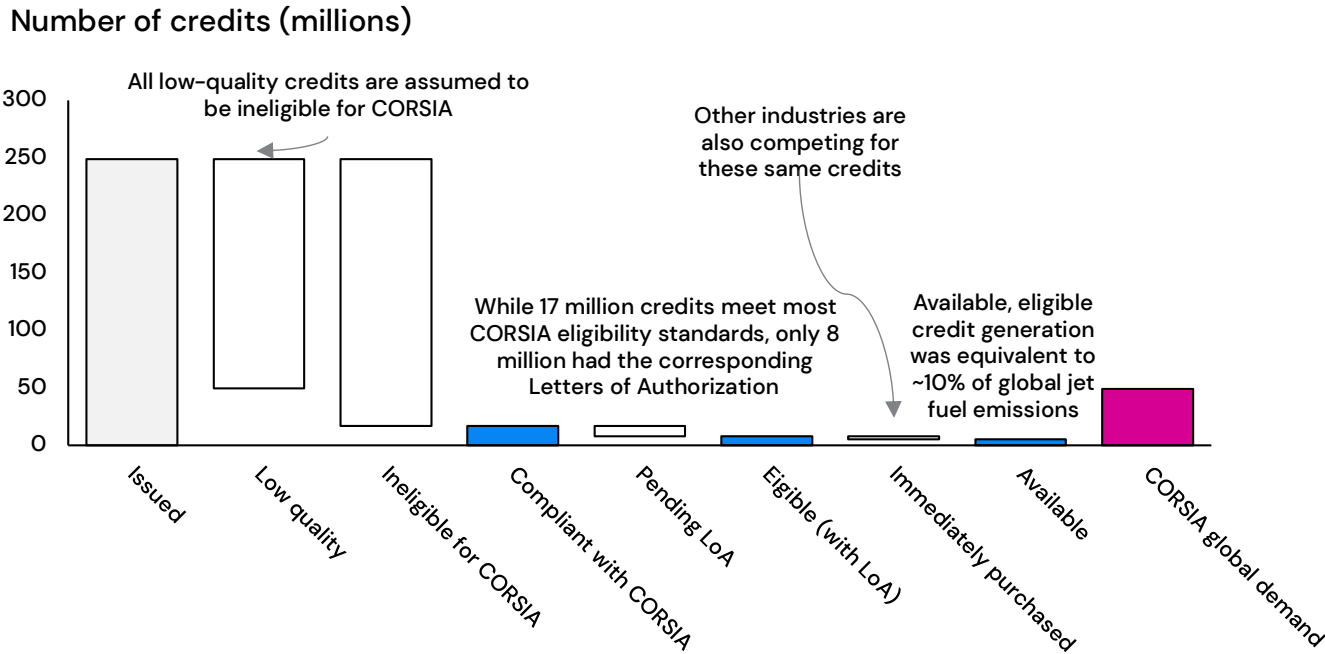 Number of credits (millions)
All low-quality credits are assumed to
be ineligible for CORSIA
Other industries are
also competing for
these same credits
While 17 million credits meet most
CORSIA eligibility standards, only 8
million had the corresponding
Letters of Authorization
Available, eligible
credit generation
was equivalent to
~10% of global jet
fuel emissions
300
250
200
150
100
50
0
Issued
Low quality
Ineligible for CORSIA
Compliant with CORSIA
Pending LoA
Eigible (with LoA)
Immediately purchased
Available
CORSIA global demand